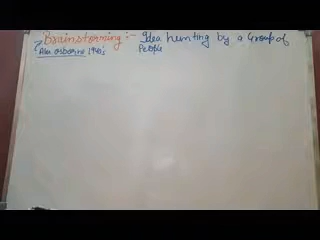 Brainstorming :- Idea hunting by a Group of
Alex osborne 1940's People